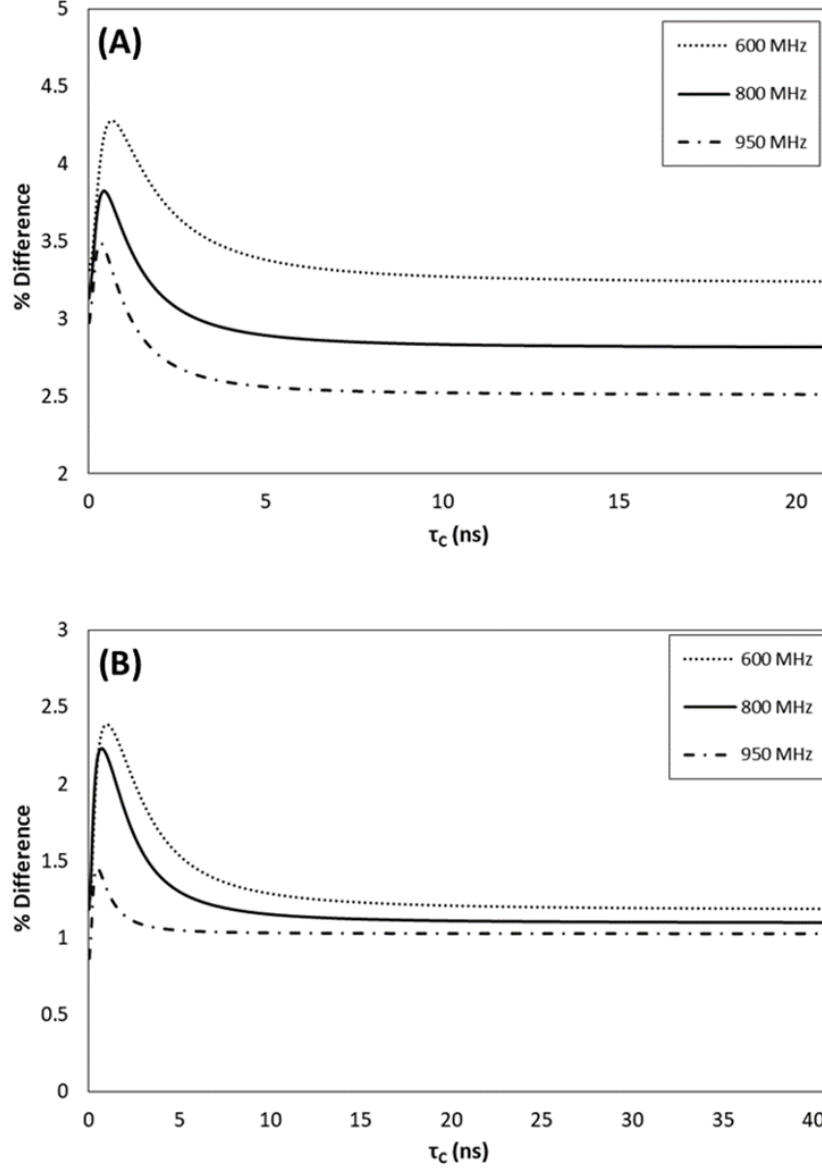 (A)
5
4.5
4
3.5
3
2.5
2
% Difference
0 5 10 15 20
τC (ns)
600 MHz
800 MHz
950 MHz
(B)
3
2.5
2
1.5
1
0.5
0
% Difference
0 5 10 15 20 25 30 35 40
τC (ns)
600 MHz
800 MHz
950 MHz